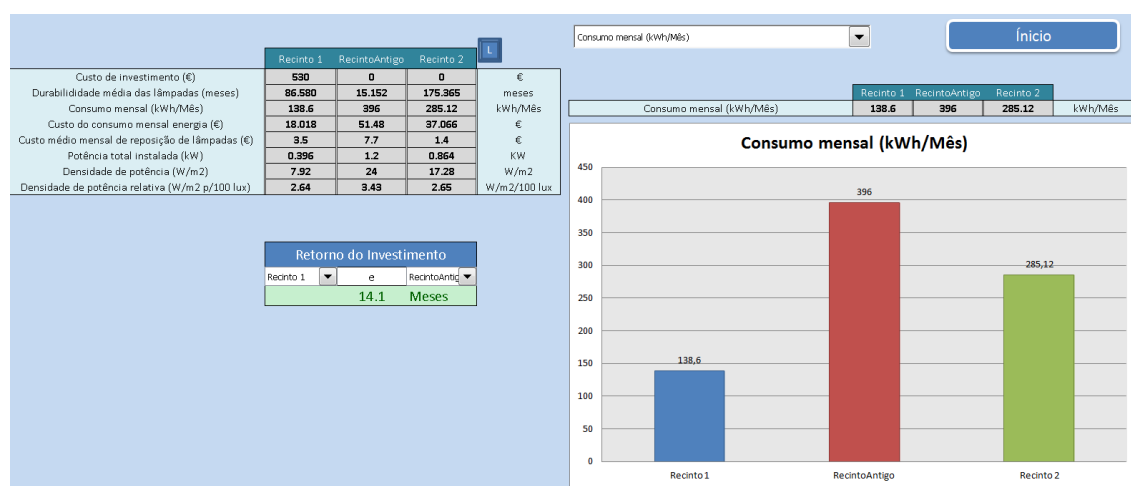 L
Recinto 1 RecintoAntigo Recinto 2
Custo de investimento (€) 530 0 0 €
Durabilididade média das lâmpadas (meses) 86.580 15.152 175.365 meses
Consumo mensal (kWh/Mês) 138.6 396 285.12 kWh/Mês
Custo do consumo mensal energia (€) 18.018 51.48 37.066 €
Custo médio mensal de reposição de lâmpadas (€) 3.5 7.7 1.4 €
Potência total instalada (kW) 0.396 1.2 0.864 KW
Densidade de potência (W/m2) 7.92 24 17.28 W/m2
Densidade de potência relativa (W/m2 p/100 lux) 2.64 3.43 2.65 W/m2/100 lux
Retorno do Investimento
Recinto 1 e RecintoAntig
14.1 Meses
Consumo mensal (kWh/Mês)
Ínicio
Recinto 1 RecintoAntigo Recinto 2
Consumo mensal (kWh/Mês) 138.6 396 285.12 kWh/Mês
Consumo mensal (kWh/Mês)
450
400
350
300
250
200
150
100
50
0
138,6
396
285,12
Recinto 1 RecintoAntigo Recinto 2